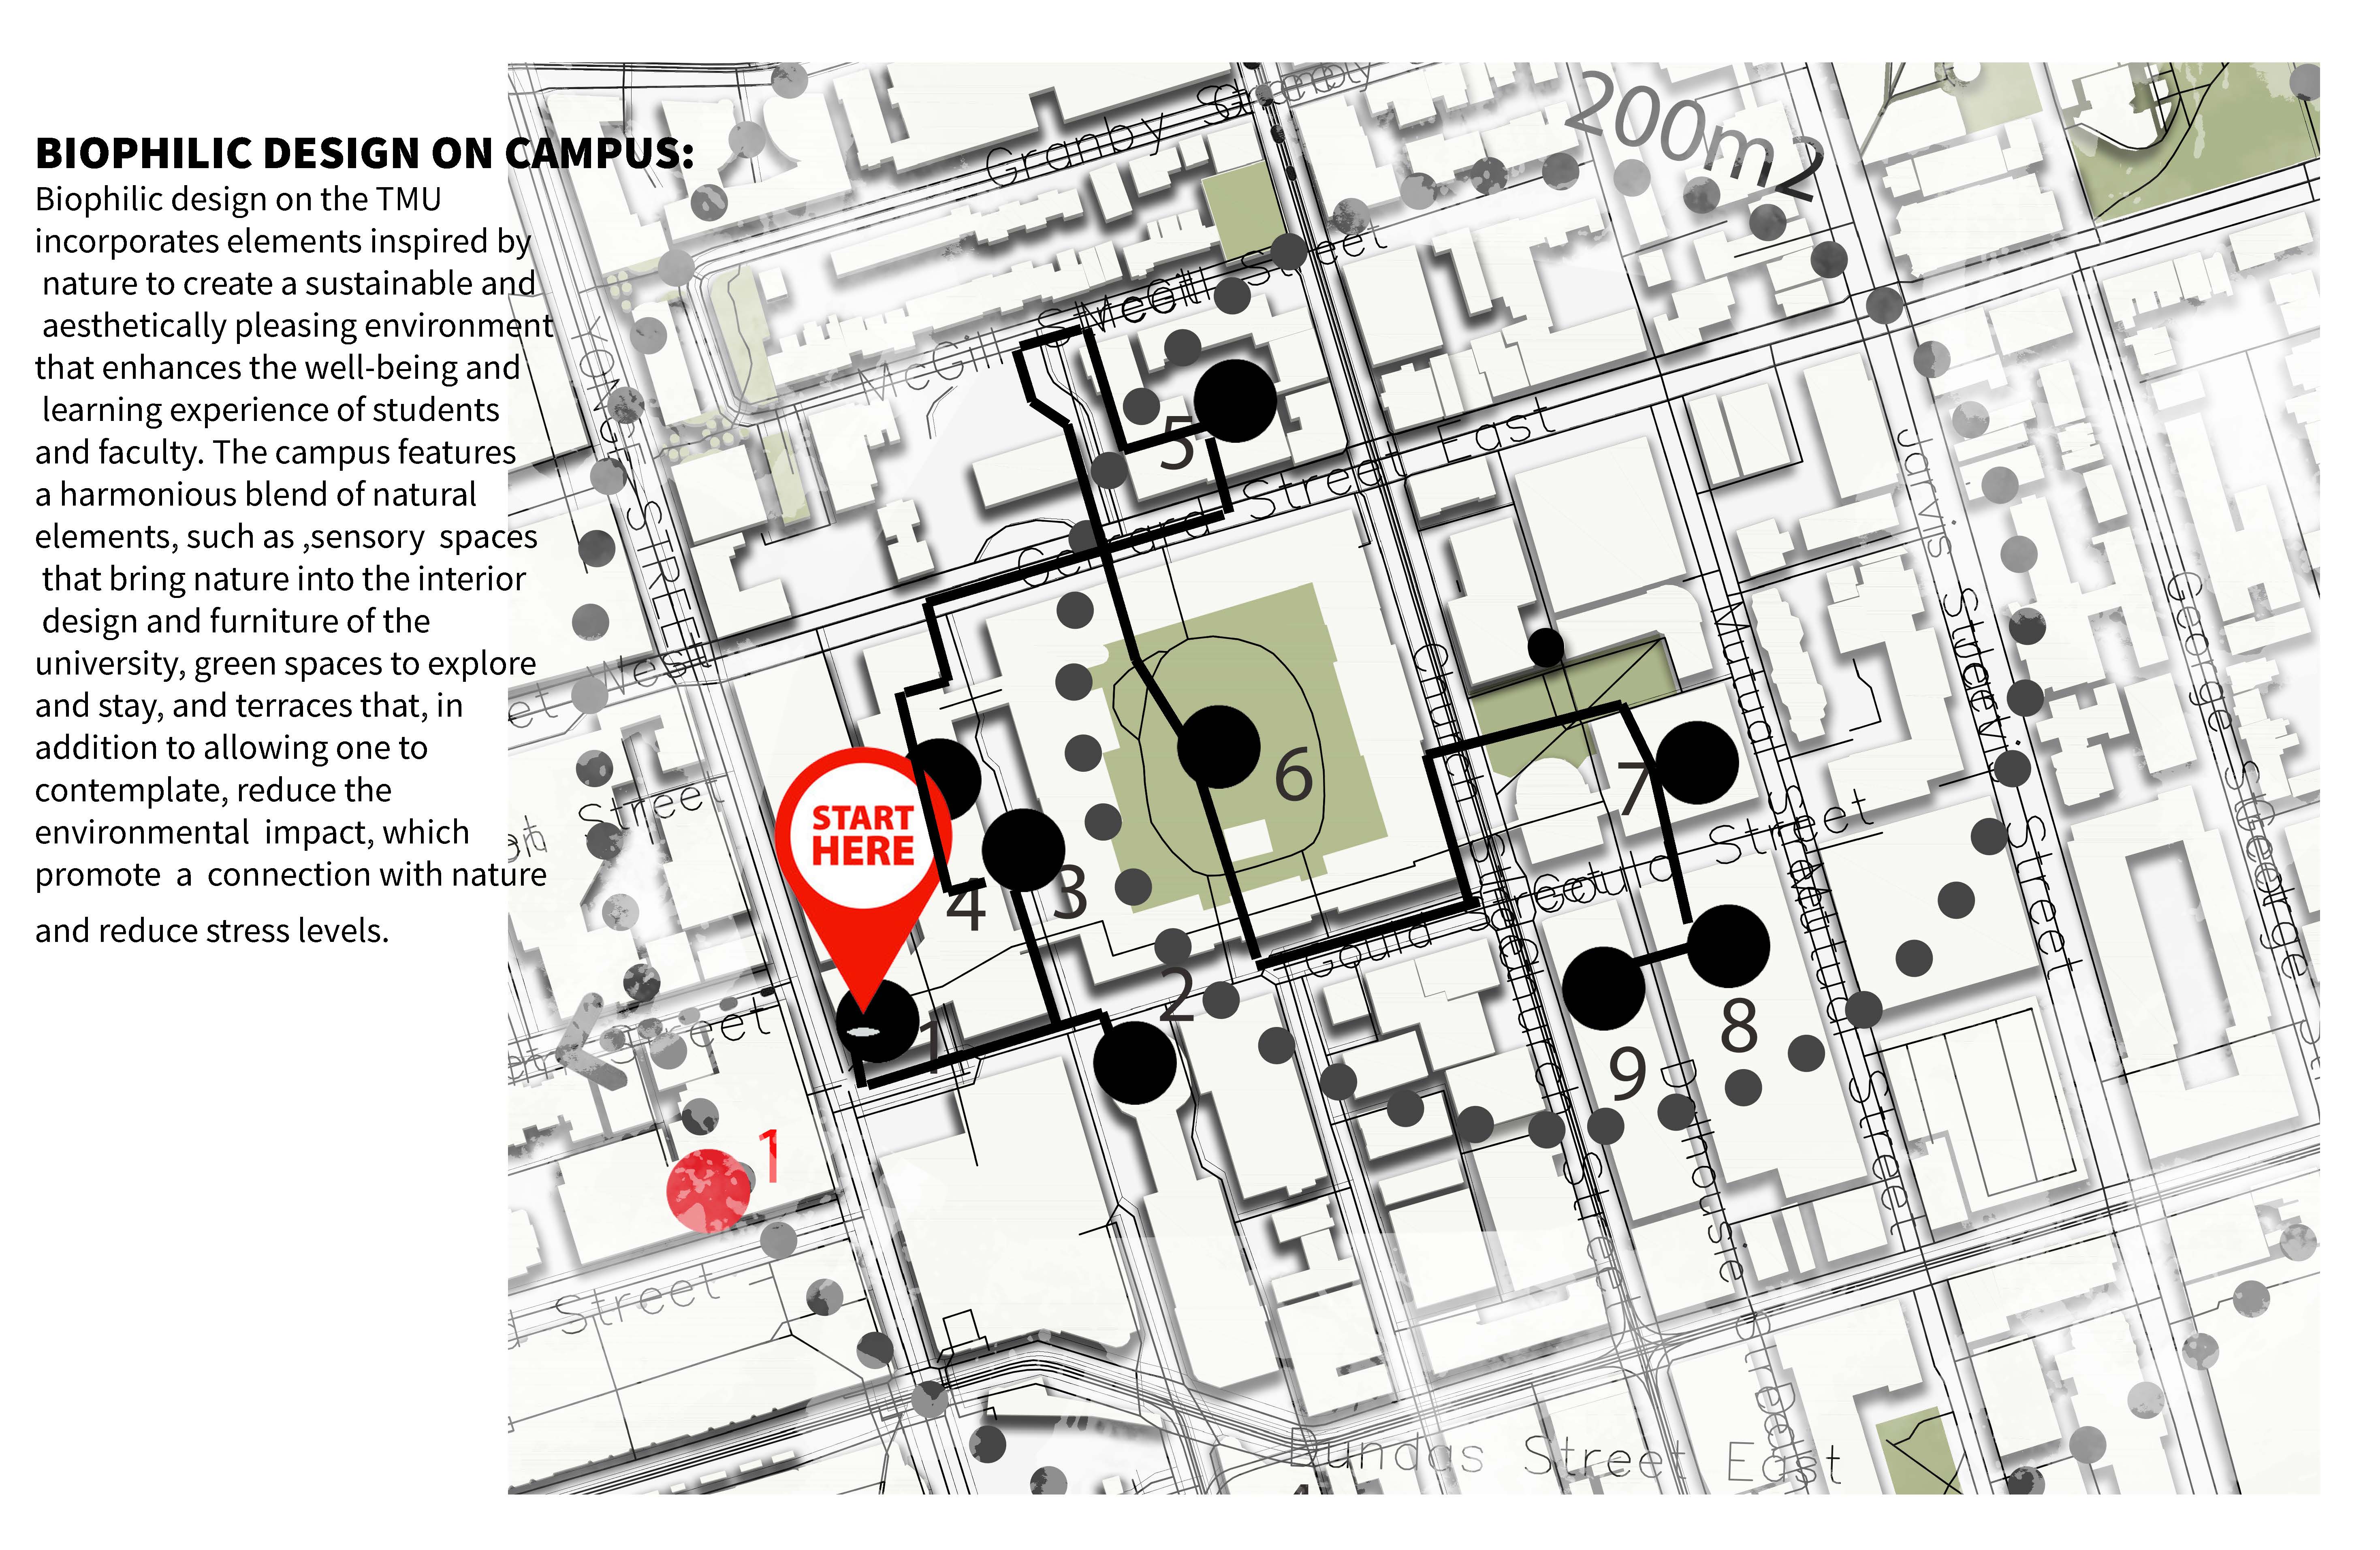 BIOPHILIC DESIGN ON CAMPUS:
Biophilic design on the TMU
incorporates elements inspired by
nature to create a sustainable and
aesthetically pleasing environment
that enhances the well-being and
learning experience of students
and faculty. The campus features
a harmonious blend of natural
elements, such as ,sensory spaces
that bring nature into the interior
design and furniture of the
university, green spaces to explore
and stay, and terraces that, in
addition to allowing one to
contemplate, reduce the
environmental impact, which
promote a connection with nature
and reduce stress levels.
Granby
200m2
McGill Street
McGill
YONGE STREET
5
Gerrard Street East
Jarvis Street
George Street
Church Street
Mutual Street
6
7
START
HERE
4
3
Street
Gould Street
Gould Street
2
1
Street
8
9
1
Dalhousie
Street
Dundas Street East